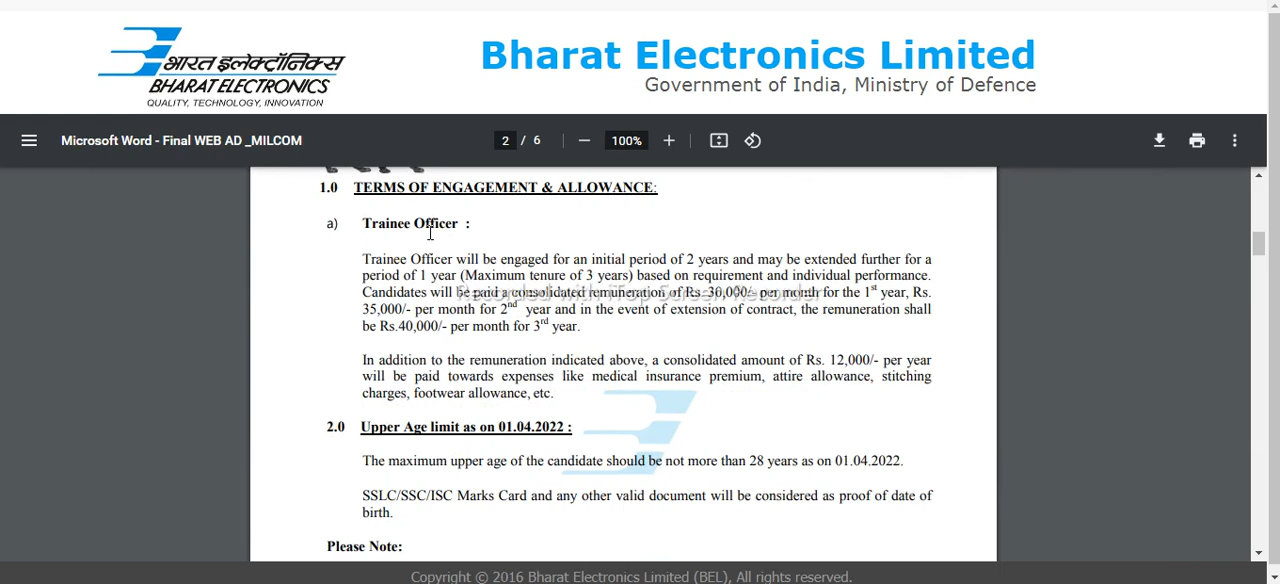 भारत इलेक्ट्रॉनिक्स
BHARAT ELECTRONICS
QUALITY, TECHNOLOGY, INNOVATION
Bharat Electronics Limited
Government of India, Ministry of Defence
Microsoft Word - Final WEB AD _MILCOM
2 / 6
100%
1.0 TERMS OF ENGAGEMENT & ALLOWANCE:
a) Trainee Officer :
Trainee Officer will be engaged for an initial period of 2 years and may be extended further for a
period of 1 year (Maximum tenure of 3 years) based on requirement and individual performance.
Candidates will be paid a consolidated remuneration of Rs. 30,000/- per month for the 1st year, Rs.
Recorded with iTop Screen Recorder
35,000/- per month for 2nd year and in the event of extension of contract, the remuneration shall
be Rs.40,000/- per month for 3rd year.
In addition to the remuneration indicated above, a consolidated amount of Rs. 12,000/- per year
will be paid towards expenses like medical insurance premium, attire allowance, stitching
charges, footwear allowance, etc.
2.0 Upper Age limit as on 01.04.2022 :
The maximum upper age of the candidate should be not more than 28 years as on 01.04.2022.
SSLC/SSC/ISC Marks Card and any other valid document will be considered as proof of date of
birth.
Please Note:
Copyright © 2016 Bharat Electronics Limited (BEL), All rights reserved.